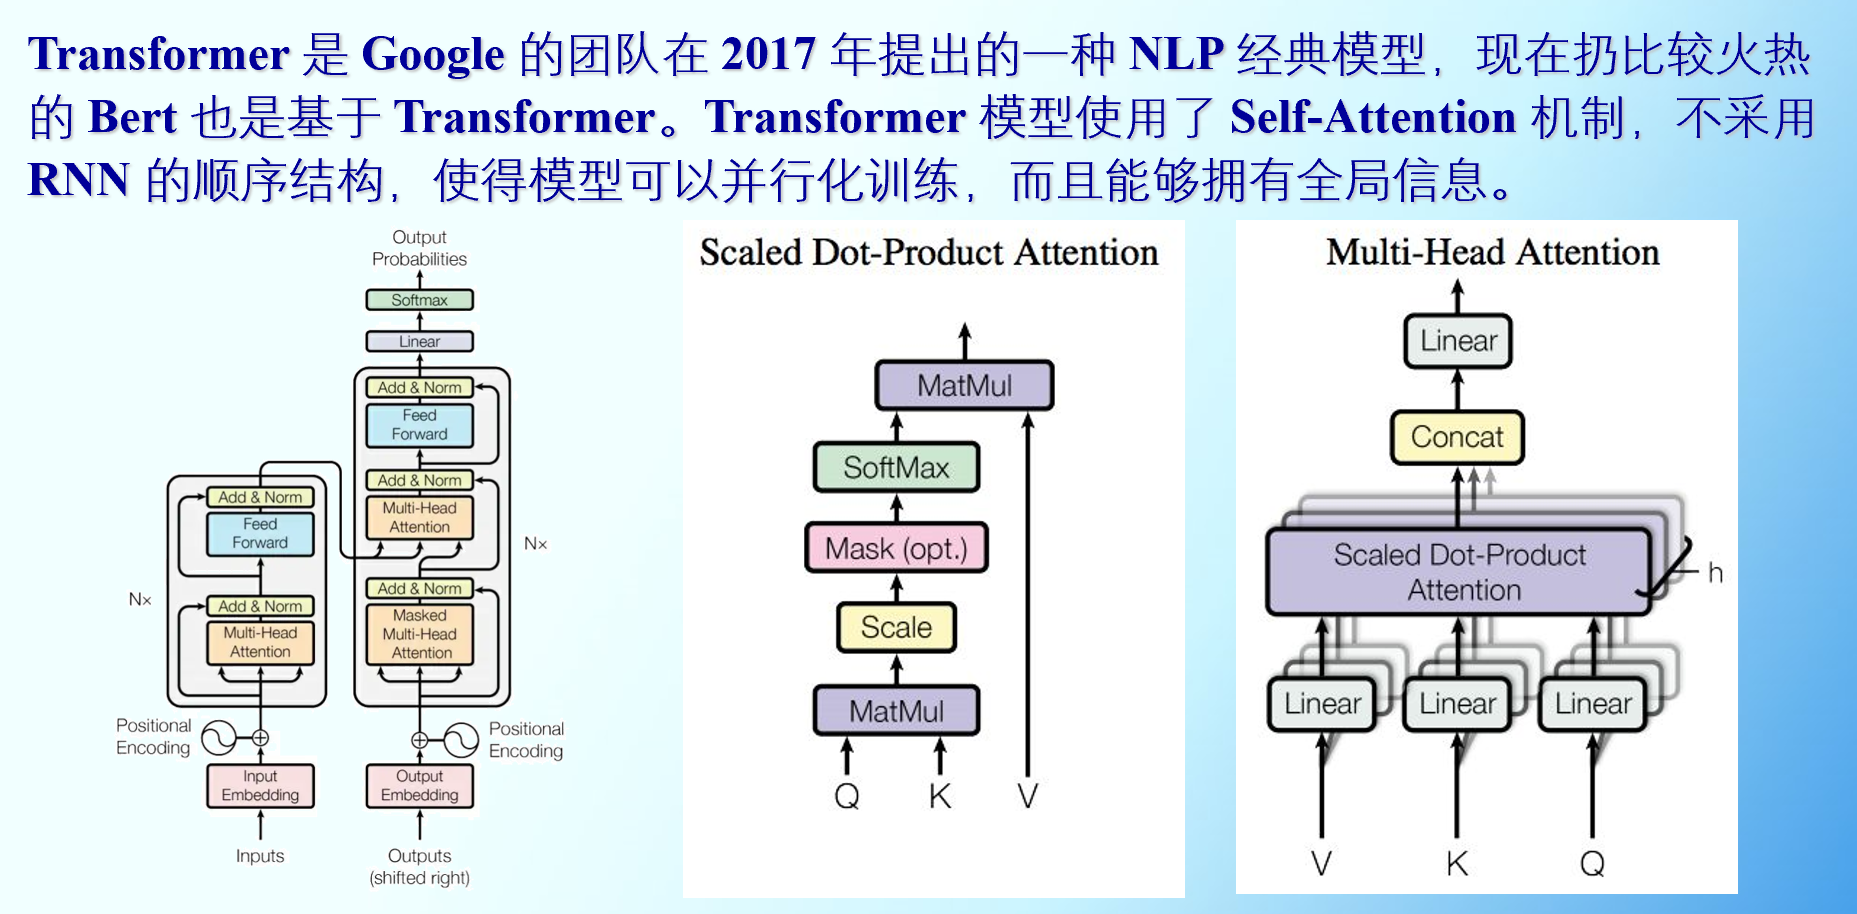 Transformer 是 Google 的团队在 2017 年提出的一种 NLP 经典模型，现在扔比较火热
的 Bert 也是基于 Transformer。Transformer 模型使用了 Self-Attention 机制，不采用
RNN 的顺序结构，使得模型可以并行化训练，而且能够拥有全局信息。
Output
Probabilities
Softmax
Linear
Add & Norm
Feed
Forward
Add & Norm
Multi-Head
Attention
Nx
Add & Norm
Masked
Multi-Head
Attention
Positional
Encoding
Output
Embedding
Outputs
(shifted right)
Add & Norm
Feed
Forward
Nx
Add & Norm
Multi-Head
Attention
Positional
Encoding
Input
Embedding
Inputs
Scaled Dot-Product Attention
MatMul
SoftMax
Mask (opt.)
Scale
MatMul
Q K V
Multi-Head Attention
Linear
Concat
Scaled Dot-Product
Attention
h
Linear Linear Linear
V K Q